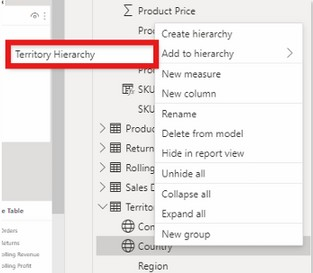 Product Price
Produ
Create hierarchy
Territory Hierarchy
Add to hierarchy
Produ
New measure
SKU
New column
SKU
Rename
Produc
Delete from model
Return
Hide in report view
Rolling
Unhide all
Sales D
Collapse all
e Table
Territo
Expand all
Orders
Con
New group
Returns
Country
olling Revenue
olling Profit
Region